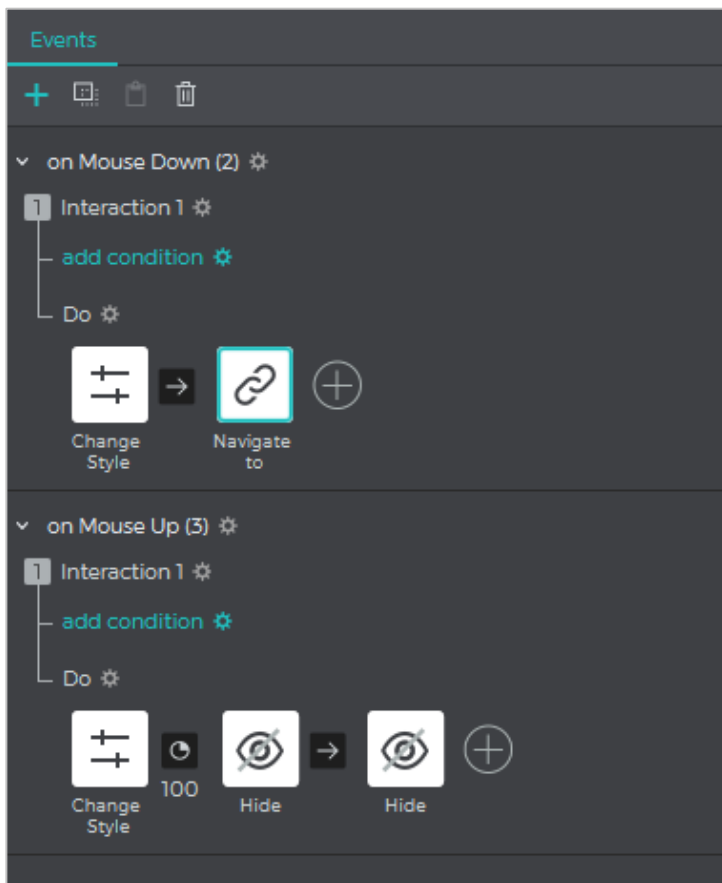 Events
on Mouse Down (2)
1 Interaction 1
add condition
Do
Change Style
Navigate to
on Mouse Up (3)
1 Interaction 1
add condition
Do
100
Change Style
Hide
Hide